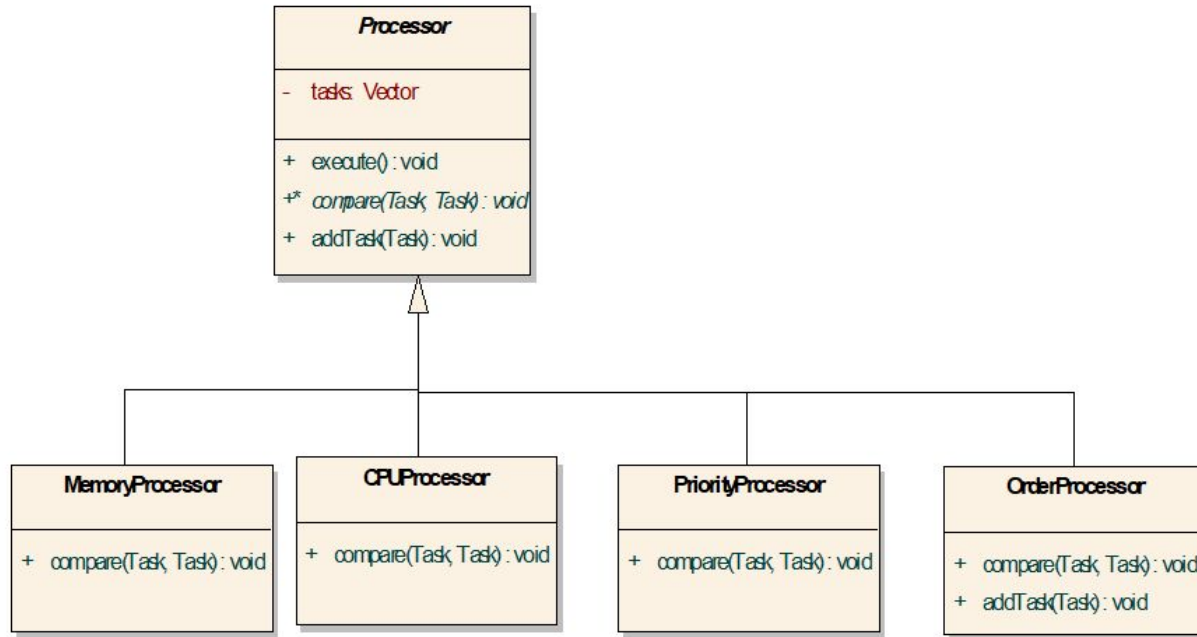 Processor
- tasks: Vector
+ execute() : void
+* compare(Task, Task) : void
+ addTask(Task) : void
MemoryProcessor
+ compare(Task, Task) : void
CPUProcessor
+ compare(Task, Task) : void
PriorityProcessor
+ compare(Task, Task) : void
OrderProcessor
+ compare(Task, Task) : void
+ addTask(Task) : void